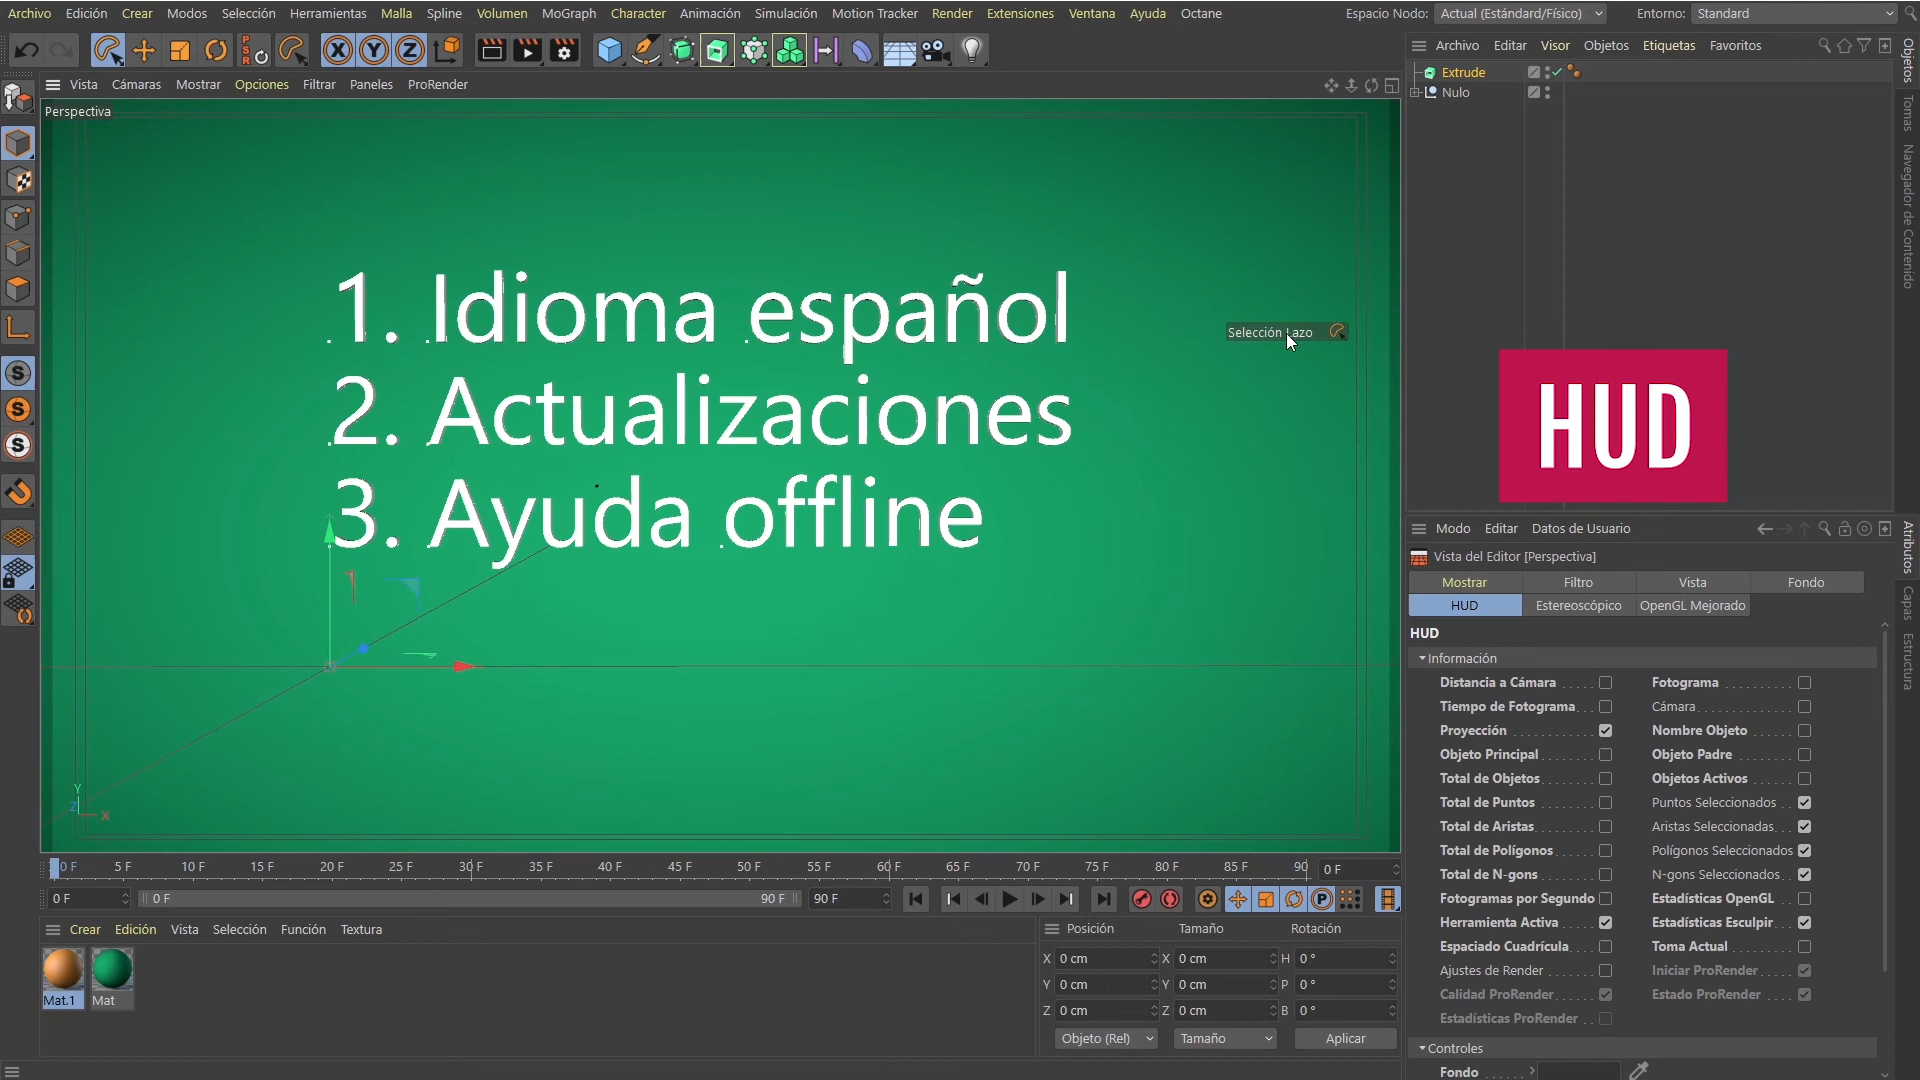 Archivo Edición Crear Modos Selección Herramientas Malla Spline Volumen MoGraph Character Animación Simulación Motion Tracker Render Extensiones Ventana Ayuda Octane Espacio Nodo: Actual (Estándar/Físico) Entorno: Standard
PSR X Y Z
Archivo Editar Visor Objetos Etiquetas Favoritos
Vista Cámaras Mostrar Opciones Filtrar Paneles ProRender
Extrude
Nulo
Objetos
Tomas
Navegador de Contenido
Perspectiva
1. Idioma español
2. Actualizaciones
3. Ayuda offline
Selección Lazo
HUD
Y
Z
X
Modo Editar Datos de Usuario
Vista del Editor [Perspectiva]
Mostrar Filtro Vista Fondo
HUD Estereoscópico OpenGL Mejorado
HUD
Información
Distancia a Cámara Fotograma
Tiempo de Fotograma Cámara
Proyección Nombre Objeto
Objeto Principal Objeto Padre
Total de Objetos Objetos Activos
Total de Puntos Puntos Seleccionados
Total de Aristas Aristas Seleccionadas
Total de Polígonos Polígonos Seleccionados
Total de N-gons N-gons Seleccionados
Fotogramas por Segundo Estadísticas OpenGL
Herramienta Activa Estadísticas Esculpir
Espaciado Cuadrícula Toma Actual
Ajustes de Render Iniciar ProRender
Calidad ProRender Estado ProRender
Estadísticas ProRender
Controles
Fondo
Atributos
Capas
Estructura
0 F 5 F 10 F 15 F 20 F 25 F 30 F 35 F 40 F 45 F 50 F 55 F 60 F 65 F 70 F 75 F 80 F 85 F 90 0 F
0 F 0 F 90 F 90 F
P
Crear Edición Vista Selección Función Textura
Mat.1 Mat
Posición Tamaño Rotación
X 0 cm X 0 cm H 0 °
Y 0 cm Y 0 cm P 0 °
Z 0 cm Z 0 cm B 0 °
Objeto (Rel) Tamaño Aplicar